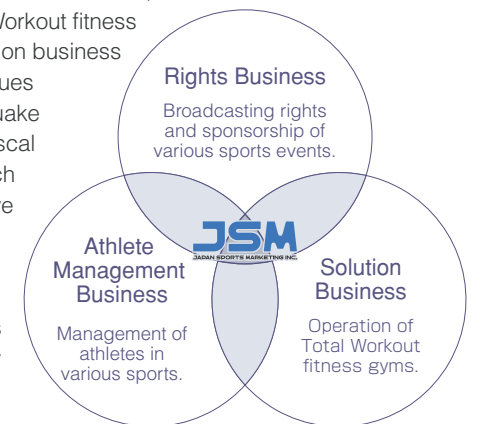 Workout fitness
on business
ues
uake
scal
ch
ve
Rights Business
Broadcasting rights
and sponsorship of
various sports events.
JSM
JAPAN SPORTS MARKETING INC.
Athlete
Management
Business
Management of
athletes in
various sports.
Solution
Business
Operation of
Total Workout
fitness gyms.